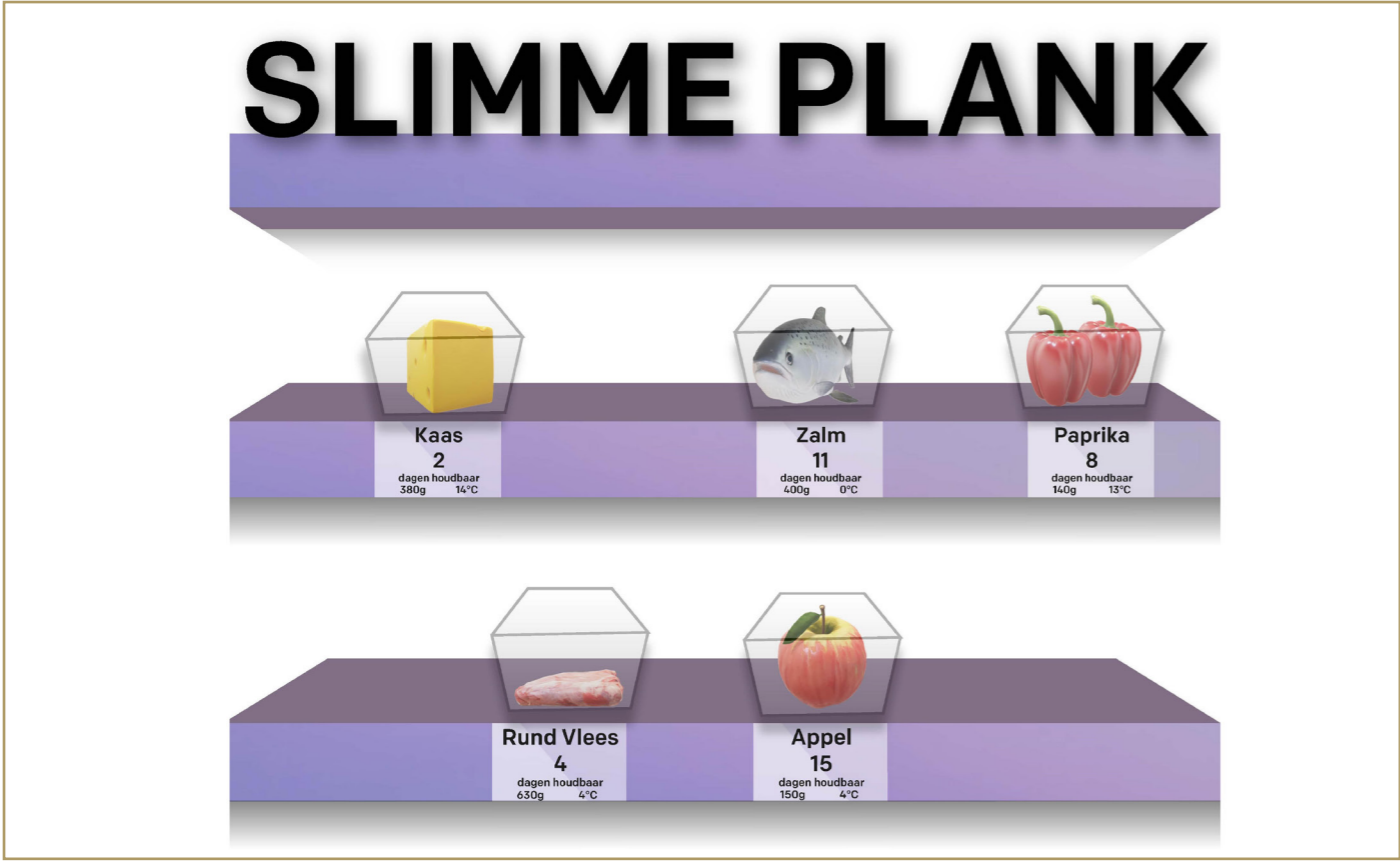 SLIMME PLANK
Kaas
2
dagen houdbaar
380g 14°C
Zalm
11
dagen houdbaar
400g 0°C
Paprika
8
dagen houdbaar
140g 13°C
Rund Vlees
4
dagen houdbaar
630g 4°C
Appel
15
dagen houdbaar
150g 4°C